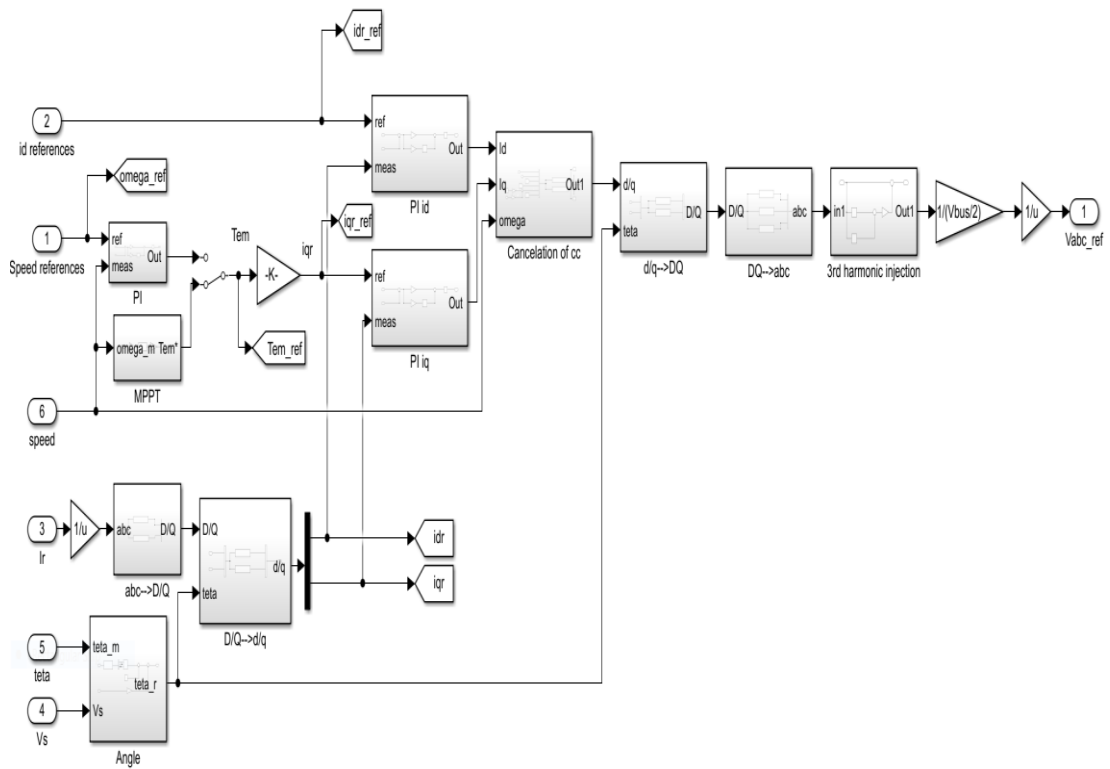 idr_ref
2
id references
ref
meas
Out
PI id
omega_ref
1
Speed references
ref
meas
Out
PI
Tem
-K-
iqr
iqr_ref
Tem_ref
omega_m Tem*
MPPT
ref
meas
Out
PI iq
Id
Iq
omega
Out1
Cancelation of cc
d/q
teta
D/Q
d/q-->DQ
D/Q
abc
DQ-->abc
in1
Out1
3rd harmonic injection
1/(Vbus/2)
1/u
1
Vabc_ref
6
speed
3
Ir
1/u
abc
D/Q
abc-->D/Q
D/Q
teta
d/q
D/Q-->d/q
idr
iqr
5
teta
4
Vs
teta_m
Vs
teta_r
Angle